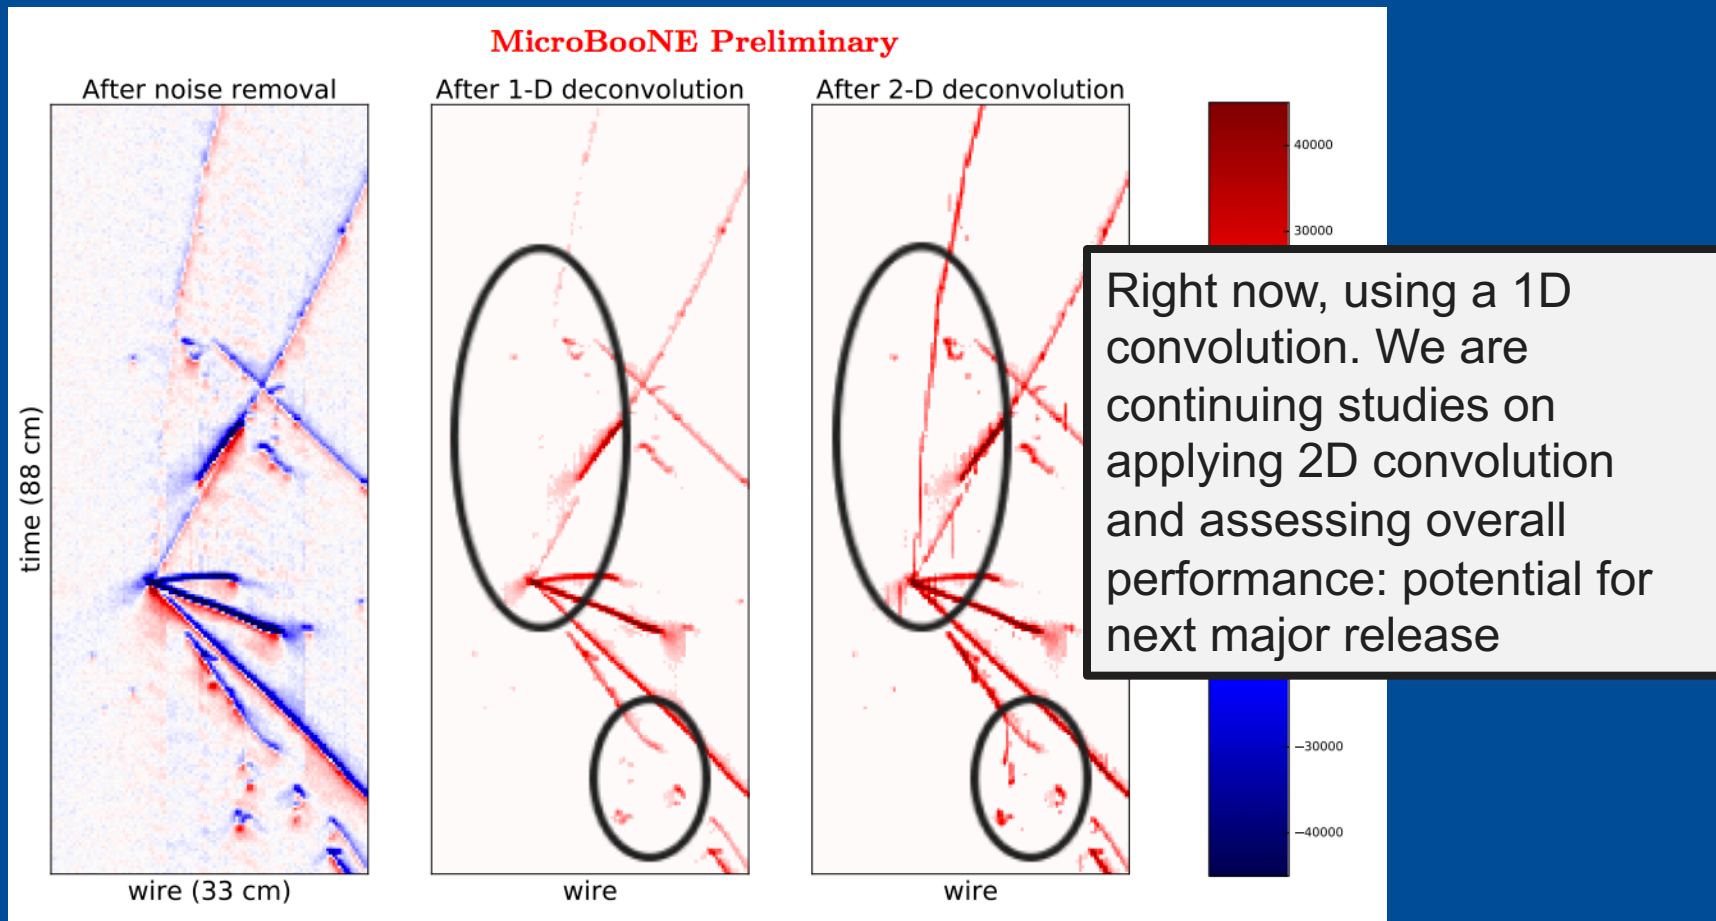 MicroBooNE Preliminary
After noise removal
After 1-D deconvolution
After 2-D deconvolution
40000
30000
Right now, using a 1D
convolution. We are
continuing studies on
applying 2D convolution
and assessing overall
performance: potential for
next major release
−30000
−40000
time (88 cm)
wire (33 cm)
wire
wire